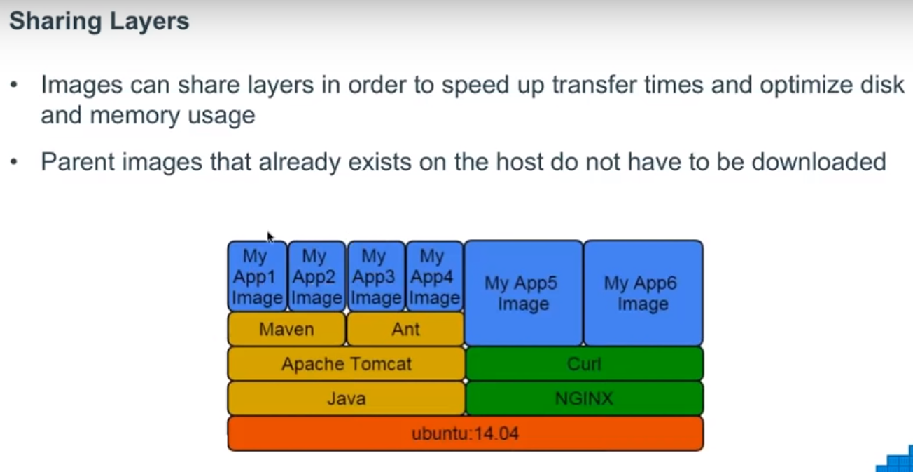 Sharing Layers
• Images can share layers in order to speed up transfer times and optimize disk
and memory usage
• Parent images that already exists on the host do not have to be downloaded
My App1 Image
My App2 Image
My App3 Image
My App4 Image
My App5 Image
My App6 Image
Maven
Ant
Apache Tomcat
Curl
Java
NGINX
ubuntu:14.04